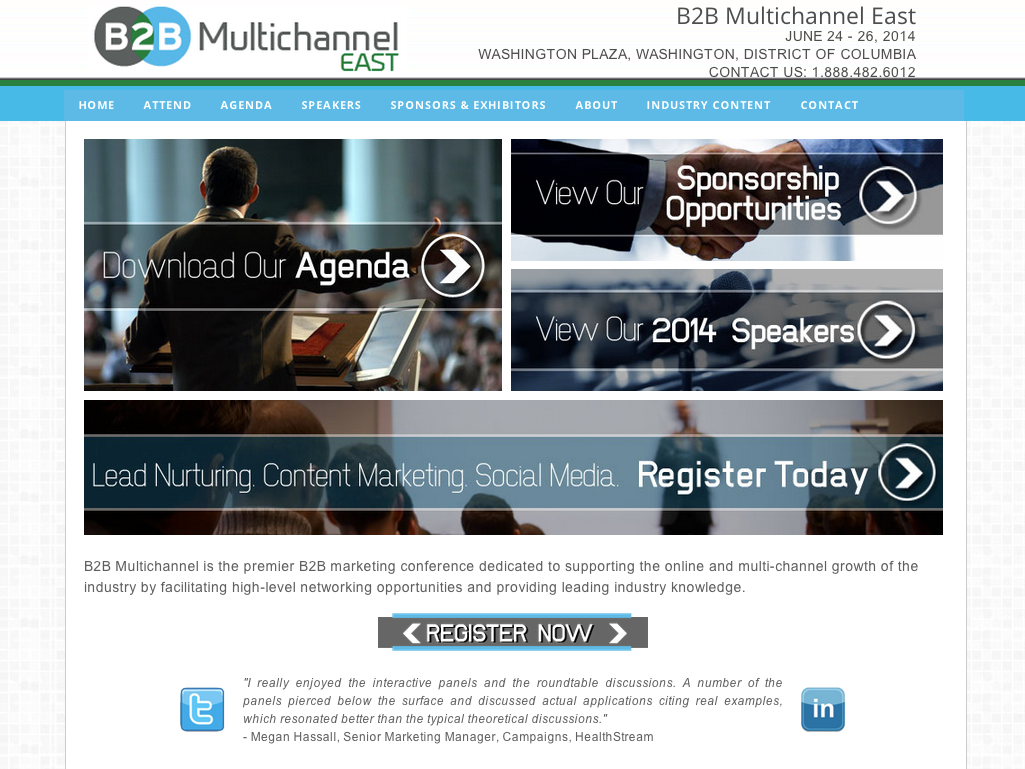 B2B Multichannel
EAST
B2B Multichannel East
JUNE 24 - 26, 2014
WASHINGTON PLAZA, WASHINGTON, DISTRICT OF COLUMBIA
CONTACT US: 1.888.482.6012
HOME ATTEND AGENDA SPEAKERS SPONSORS & EXHIBITORS ABOUT INDUSTRY CONTENT CONTACT
Download Our Agenda
View Our Sponsorship
Opportunities
View Our 2014 Speakers
Lead Nurturing. Content Marketing. Social Media. Register Today
B2B Multichannel is the premier B2B marketing conference dedicated to supporting the online and multi-channel growth of the
industry by facilitating high-level networking opportunities and providing leading industry knowledge.
REGISTER NOW
"I really enjoyed the interactive panels and the roundtable discussions. A number of the
panels pierced below the surface and discussed actual applications citing real examples,
which resonated better than the typical theoretical discussions."
- Megan Hassall, Senior Marketing Manager, Campaigns, HealthStream
t
in